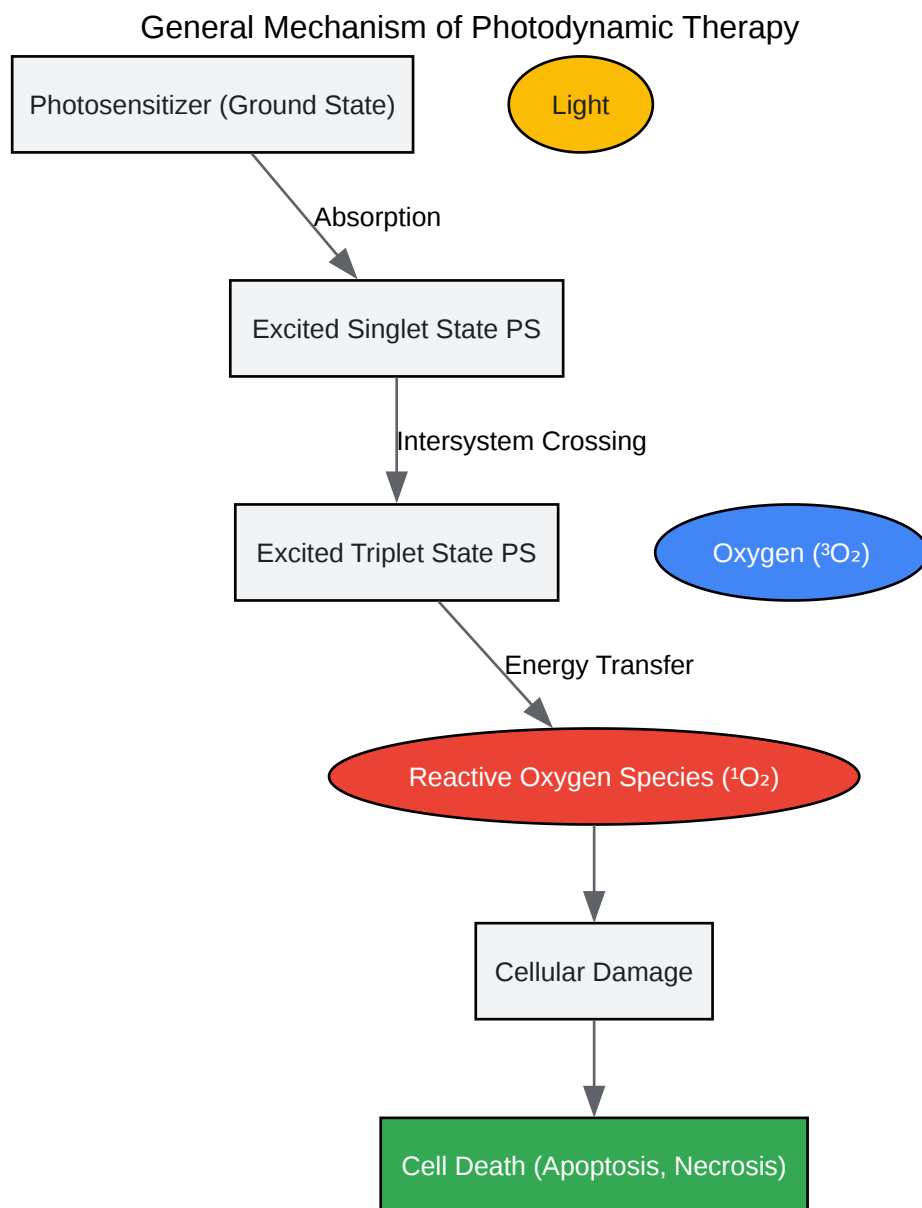 General Mechanism of Photodynamic Therapy
Photosensitizer (Ground State)
Light
Absorption
Excited Singlet State PS
Intersystem Crossing
Excited Triplet State PS
Oxygen (³O₂)
Energy Transfer
Reactive Oxygen Species (¹O₂)
Cellular Damage
Cell Death (Apoptosis, Necrosis)